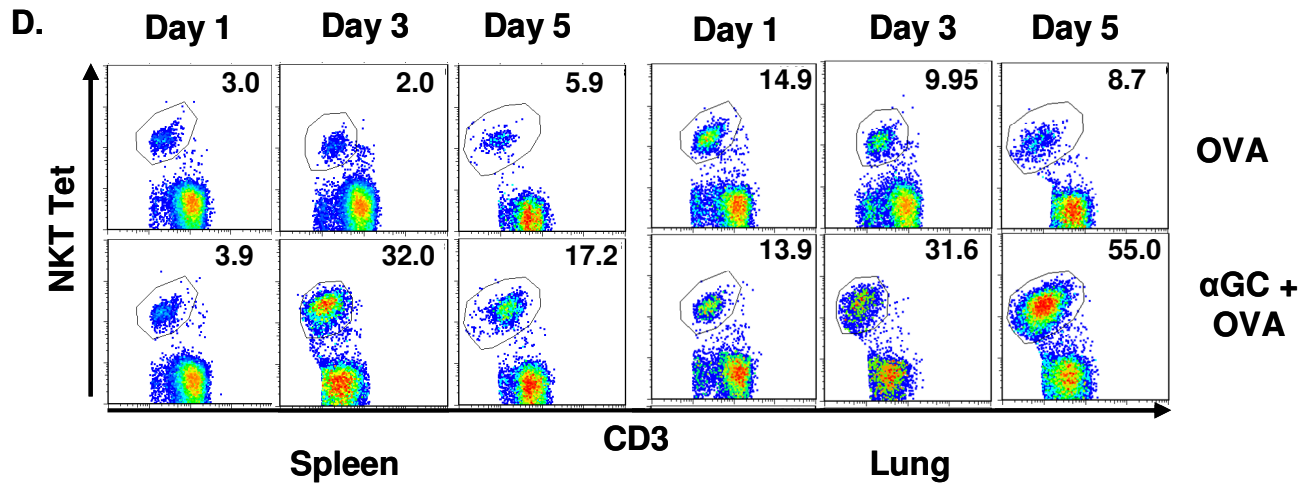 D.
Day 1 Day 3 Day 5 Day 1 Day 3 Day 5
3.0 2.0 5.9 14.9 9.95 8.7
OVA
NKT Tet
3.9 32.0 17.2 13.9 31.6 55.0
αGC +
OVA
CD3
Spleen Lung